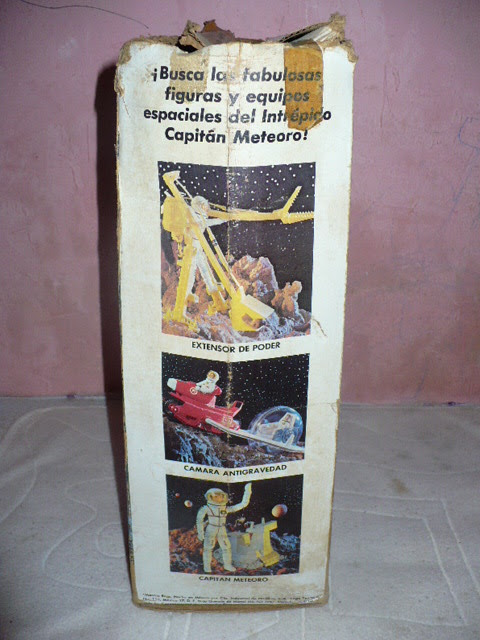 ¡Busca las fabulosas
figuras y equipos
espaciales del Intrépido
Capitán Meteoro!
EXTENSOR DE PODER
CAMARA ANTIGRAVEDAD
CAPITAN METEORO